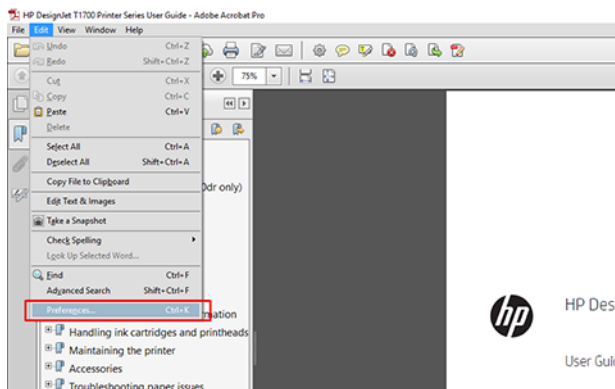 HP DesignJet T1700 Printer Series User Guide - Adobe Acrobat Pro
File Edit View Window Help
Undo Ctrl+Z
Redo Shift+Ctrl+Z
75%
Cut Ctrl+X
Copy Ctrl+C
Paste Ctrl+V
Delete
Select All Ctrl+A
Deselect All Shift+Ctrl+A
Copy File to Clipboard
0dr only)
Edit Text & Images
Take a Snapshot
Check Spelling
Look Up Selected Word...
Find Ctrl+F
Advanced Search Shift+Ctrl+F
Preferences... Ctrl+K
mation
hp
HP Des
Handling ink cartridges and printheads
Maintaining the printer
Accessories
User Gui
Troubleshooting paper issues